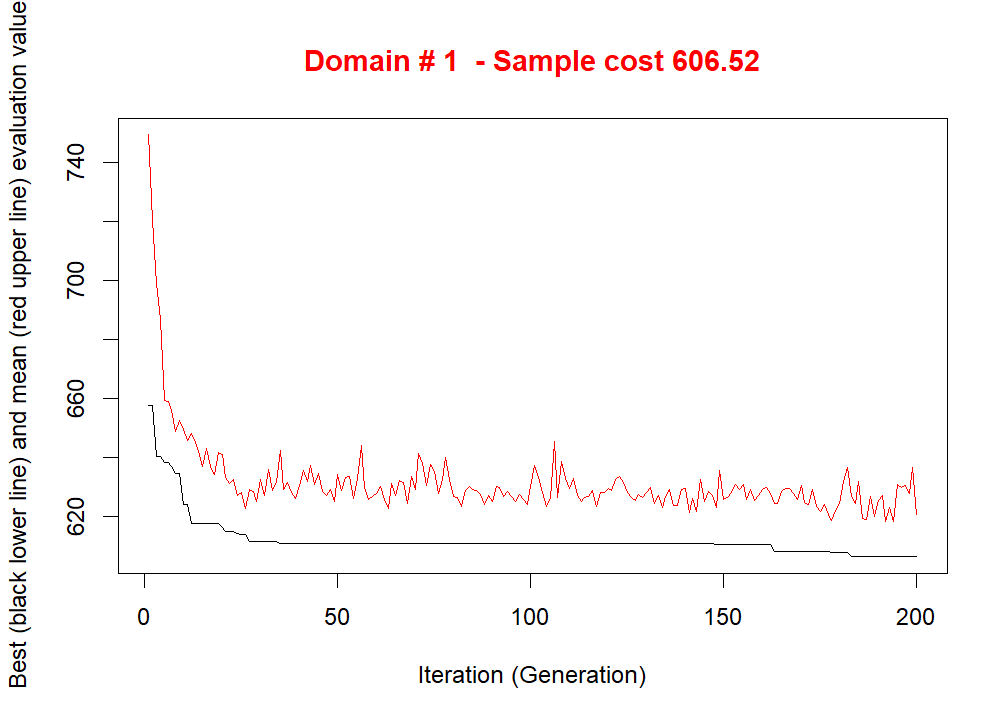 Domain # 1  - Sample cost 606.52
Best (black lower line) and mean (red upper line) evaluation value
740
700
660
620
0 50 100 150 200
Iteration (Generation)